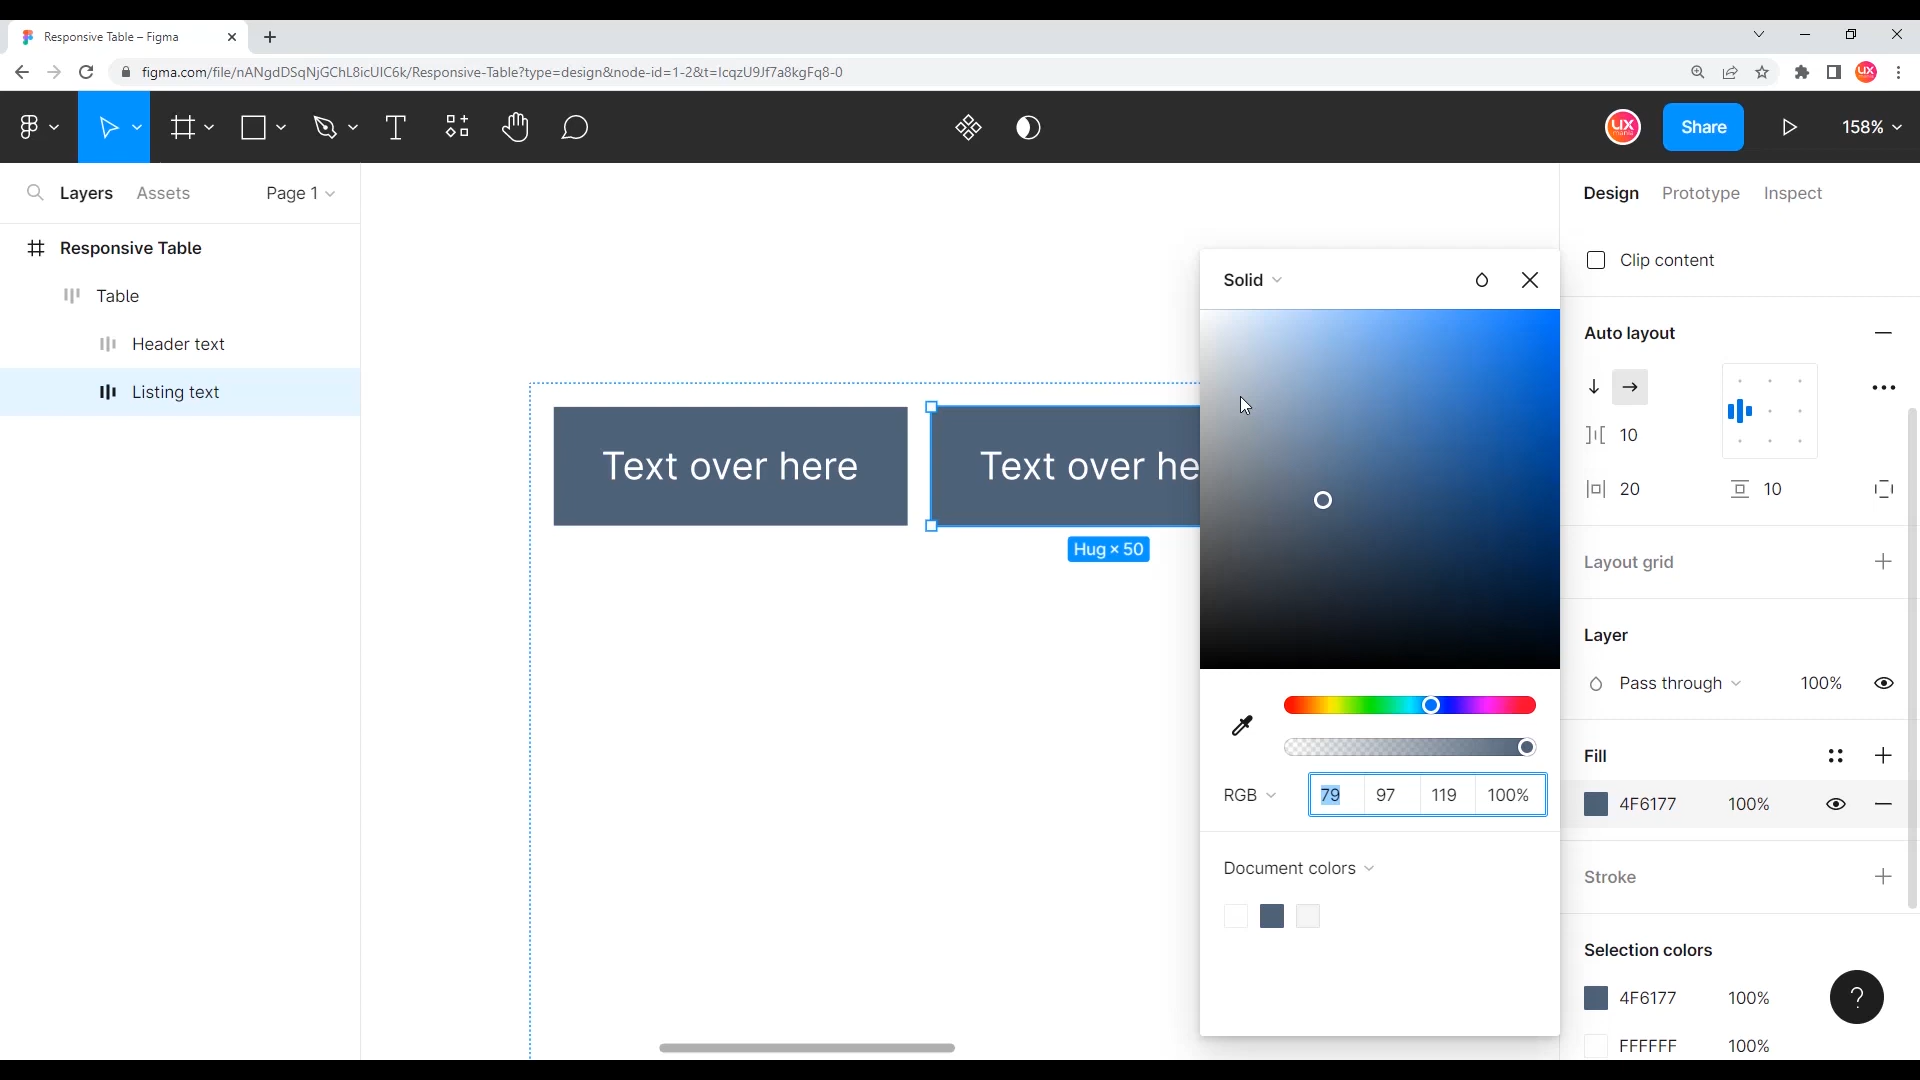 Responsive Table – Figma
figma.com/file/nANgdDSqNjGChL8icUIC6k/Responsive-Table?type=design&node-id=1-2&t=IcqzU9Jf7a8kgFq8-0
Share
158%
Layers
Assets
Page 1
Responsive Table
Table
Header text
Listing text
Text over here
Text over he
Hug × 50
Solid
RGB
79
97
119
100%
Document colors
Design
Prototype
Inspect
Clip content
Auto layout
10
20
10
Layout grid
Layer
Pass through
100%
Fill
4F6177
100%
Stroke
Selection colors
4F6177
100%
?
FFFFFF
100%